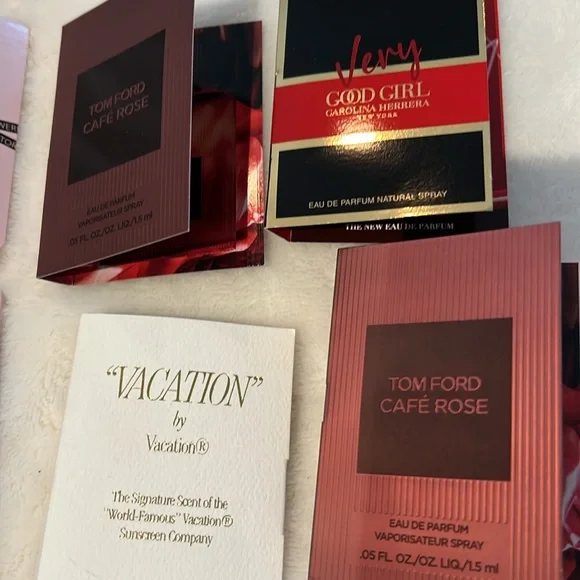 TOM FORD
CAFÉ ROSE
EAU DE PARFUM
VAPORISATEUR SPRAY
.05 FL. OZ./OZ. LIQ./1.5 ml
Very
GOOD GIRL
CAROLINA HERRERA
NEW YORK
EAU DE PARFUM NATURAL SPRAY
THE NEW EAU DE PARFUM
"VACATION"
by
Vacation®
The Signature Scent of the
"World-Famous" Vacation®
Sunscreen Company
TOM FORD
CAFÉ ROSE
EAU DE PARFUM
VAPORISATEUR SPRAY
.05 FL. OZ./OZ. LIQ./1.5 ml